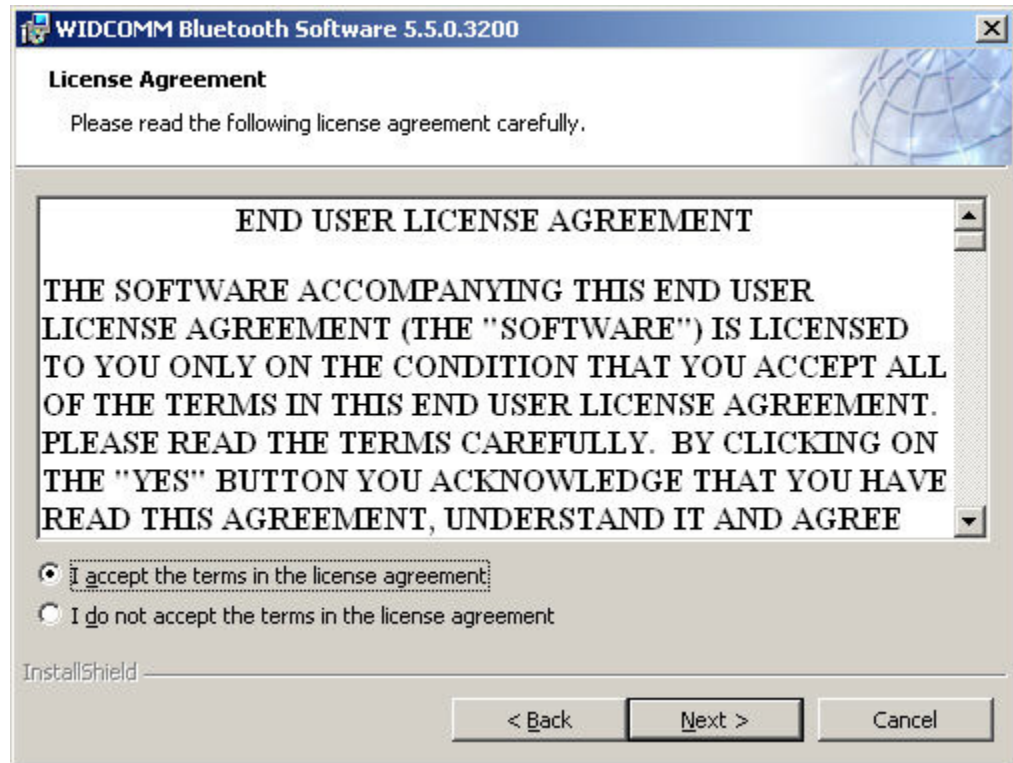 WIDCOMM Bluetooth Software 5.5.0.3200
License Agreement
Please read the following license agreement carefully.
END USER LICENSE AGREEMENT
THE SOFTWARE ACCOMPANYING THIS END USER
LICENSE AGREEMENT (THE "SOFTWARE") IS LICENSED
TO YOU ONLY ON THE CONDITION THAT YOU ACCEPT ALL
OF THE TERMS IN THIS END USER LICENSE AGREEMENT.
PLEASE READ THE TERMS CAREFULLY.  BY CLICKING ON
THE "YES" BUTTON YOU ACKNOWLEDGE THAT YOU HAVE
READ THIS AGREEMENT, UNDERSTAND IT AND AGREE
I accept the terms in the license agreement
I do not accept the terms in the license agreement
InstallShield
< Back
Next >
Cancel